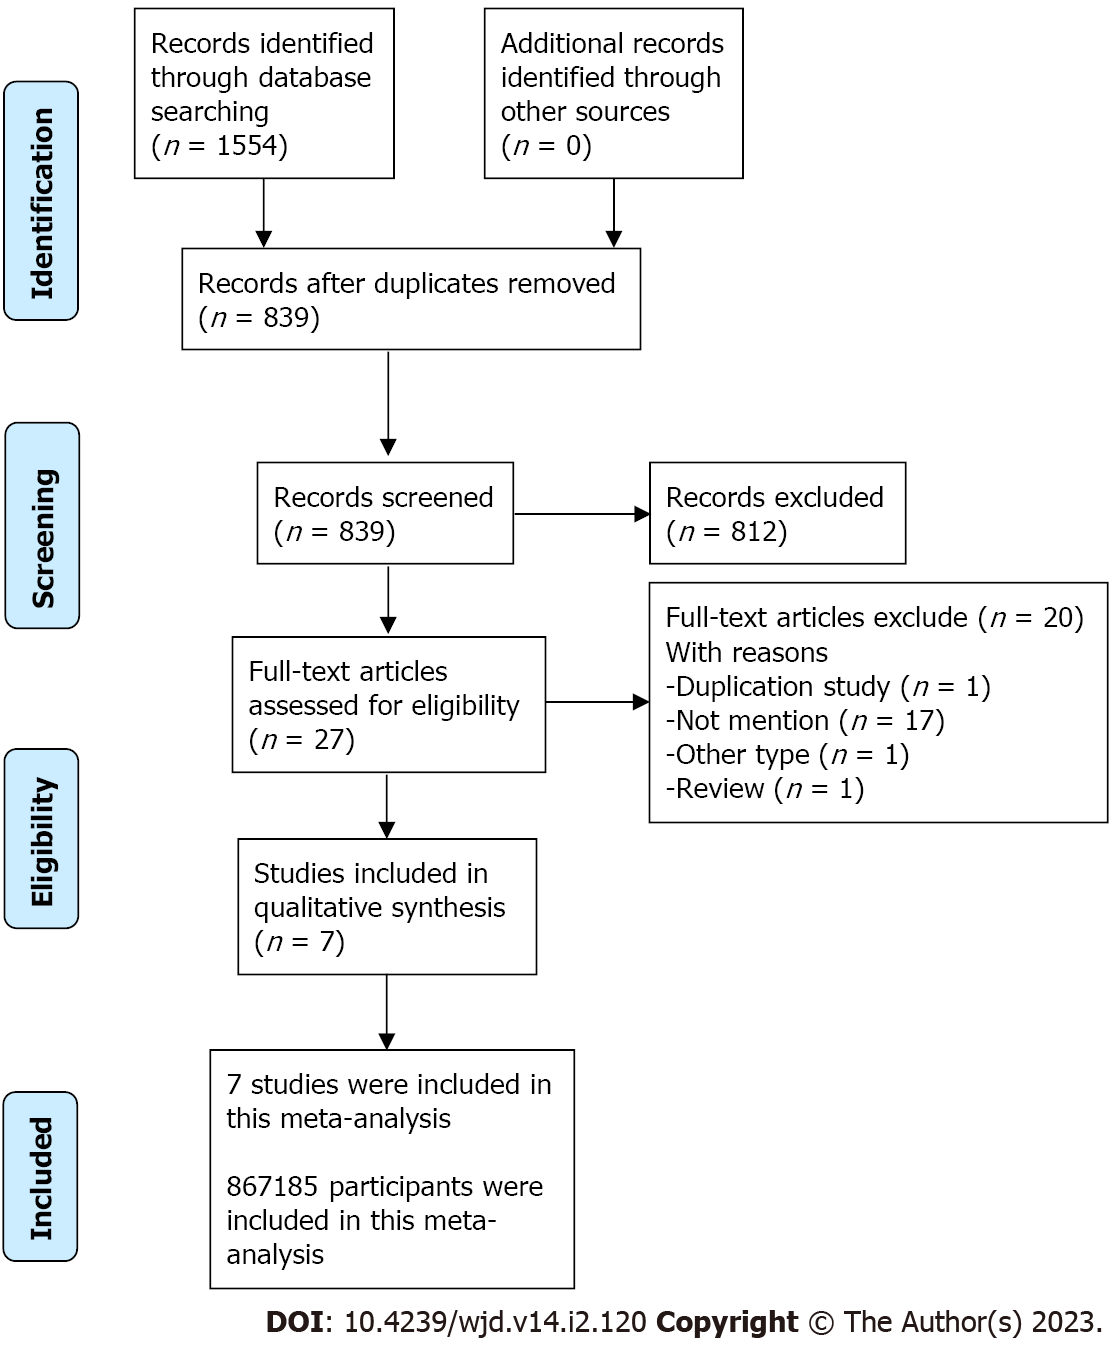 Identification
Records identified
through database
searching
(n = 1554)
Additional records
identified through
other sources
(n = 0)
Records after duplicates removed
(n = 839)
Screening
Records screened
(n = 839)
Records excluded
(n = 812)
Full-text articles
assessed for eligibility
(n = 27)
Full-text articles exclude (n = 20)
With reasons
-Duplication study (n = 1)
-Not mention (n = 17)
-Other type (n = 1)
-Review (n = 1)
Eligibility
Studies included in
qualitative synthesis
(n = 7)
Included
7 studies were included in
this meta-analysis
867185 participants were
included in this meta-
analysis
DOI: 10.4239/wjd.v14.i2.120 Copyright © The Author(s) 2023.